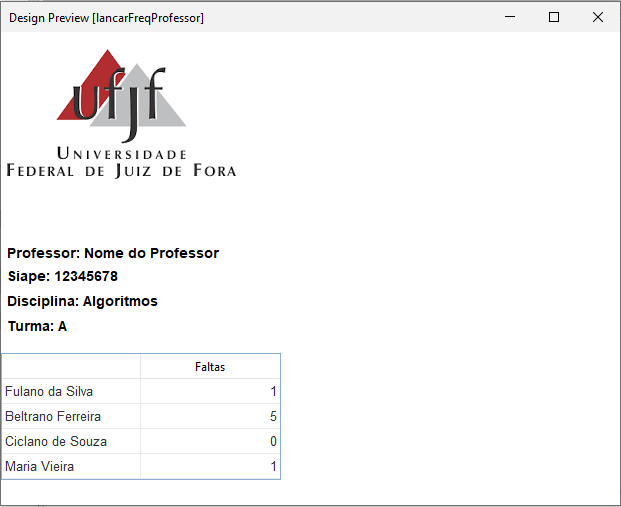 Design Preview [lancarFreqProfessor]
ufjf
UNIVERSIDADE
FEDERAL DE JUIZ DE FORA
Professor: Nome do Professor
Siape: 12345678
Disciplina: Algoritmos
Turma: A
Faltas
Fulano da Silva 1
Beltrano Ferreira 5
Ciclano de Souza 0
Maria Vieira 1